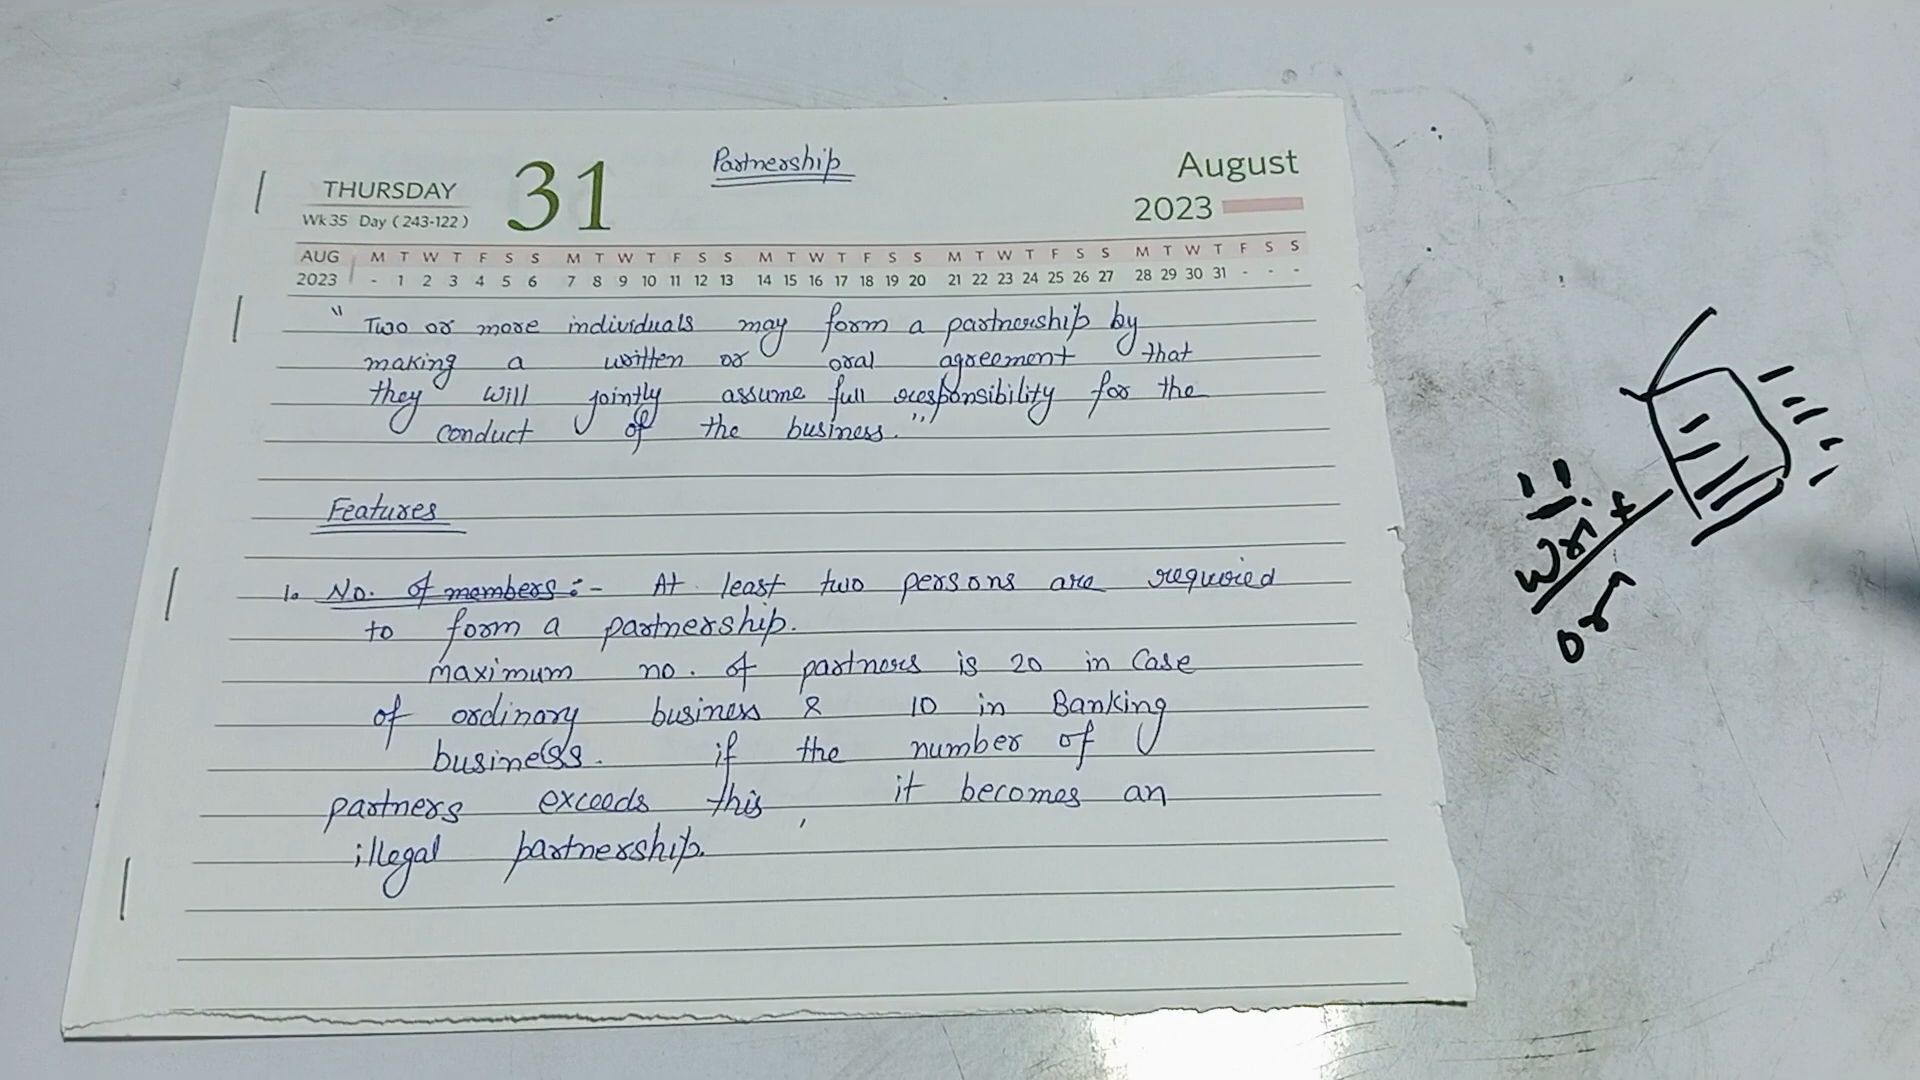 Partnership
THURSDAY 31 August
Wk 35 Day ( 243-122 ) 2023
AUG M T W T F S S M T W T F S S M T W T F S S M T W T F S S M T W T F S S
2023 - 1 2 3 4 5 6 7 8 9 10 11 12 13 14 15 16 17 18 19 20 21 22 23 24 25 26 27 28 29 30 31 - - -
" Two or more individuals may form a partnership by
making a written or oral agreement that
they will jointly assume full responsibility for the
conduct of the business."
Features
1. No. of members :- At least two persons are required
to form a partnership.
maximum no. of partners is 20 in Case
of ordinary business & 10 in Banking
business. if the number of
partners exceeds this, it becomes an
illegal partnership.
writ
or